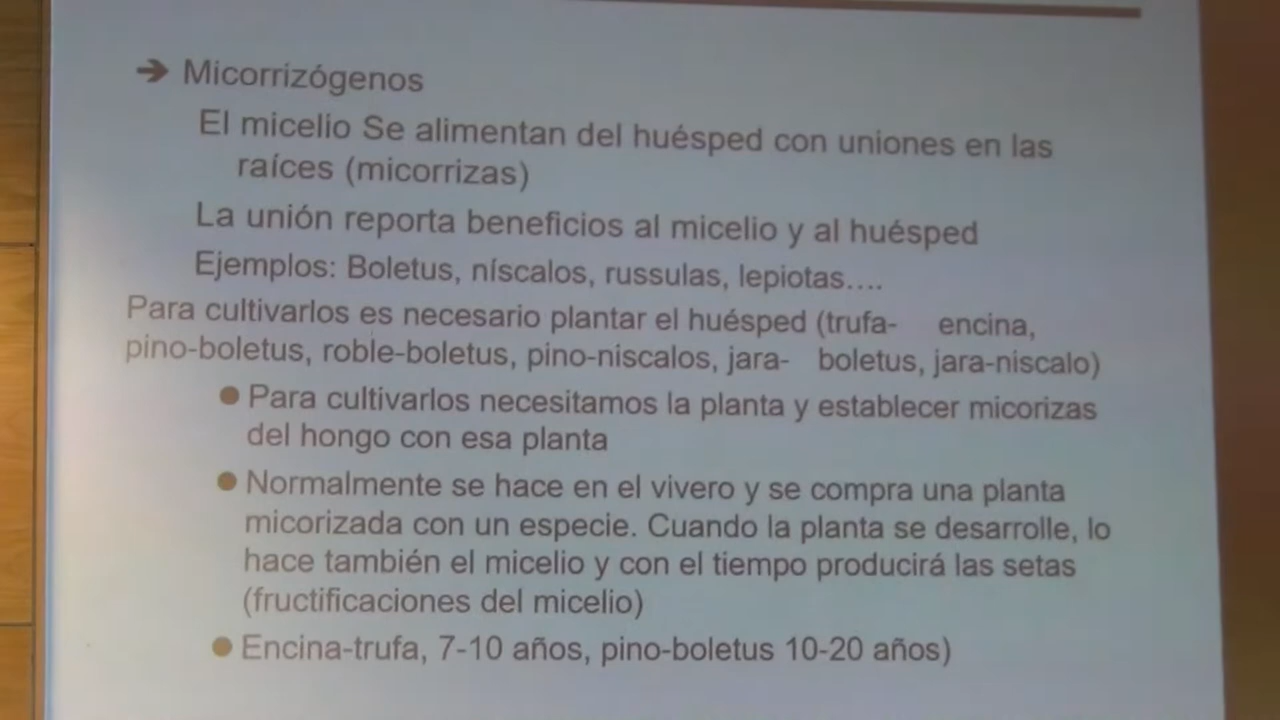 ➔ Micorrizógenos
El micelio Se alimentan del huésped con uniones en las
raíces (micorrizas)
La unión reporta beneficios al micelio y al huésped
Ejemplos: Boletus, níscalos, russulas, lepiotas….
Para cultivarlos es necesario plantar el huésped (trufa- encina,
pino-boletus, roble-boletus, pino-niscalos, jara- boletus, jara-niscalo)
● Para cultivarlos necesitamos la planta y establecer micorizas
del hongo con esa planta
● Normalmente se hace en el vivero y se compra una planta
micorizada con un especie. Cuando la planta se desarrolle, lo
hace también el micelio y con el tiempo producirá las setas
(fructificaciones del micelio)
● Encina-trufa, 7-10 años, pino-boletus 10-20 años)